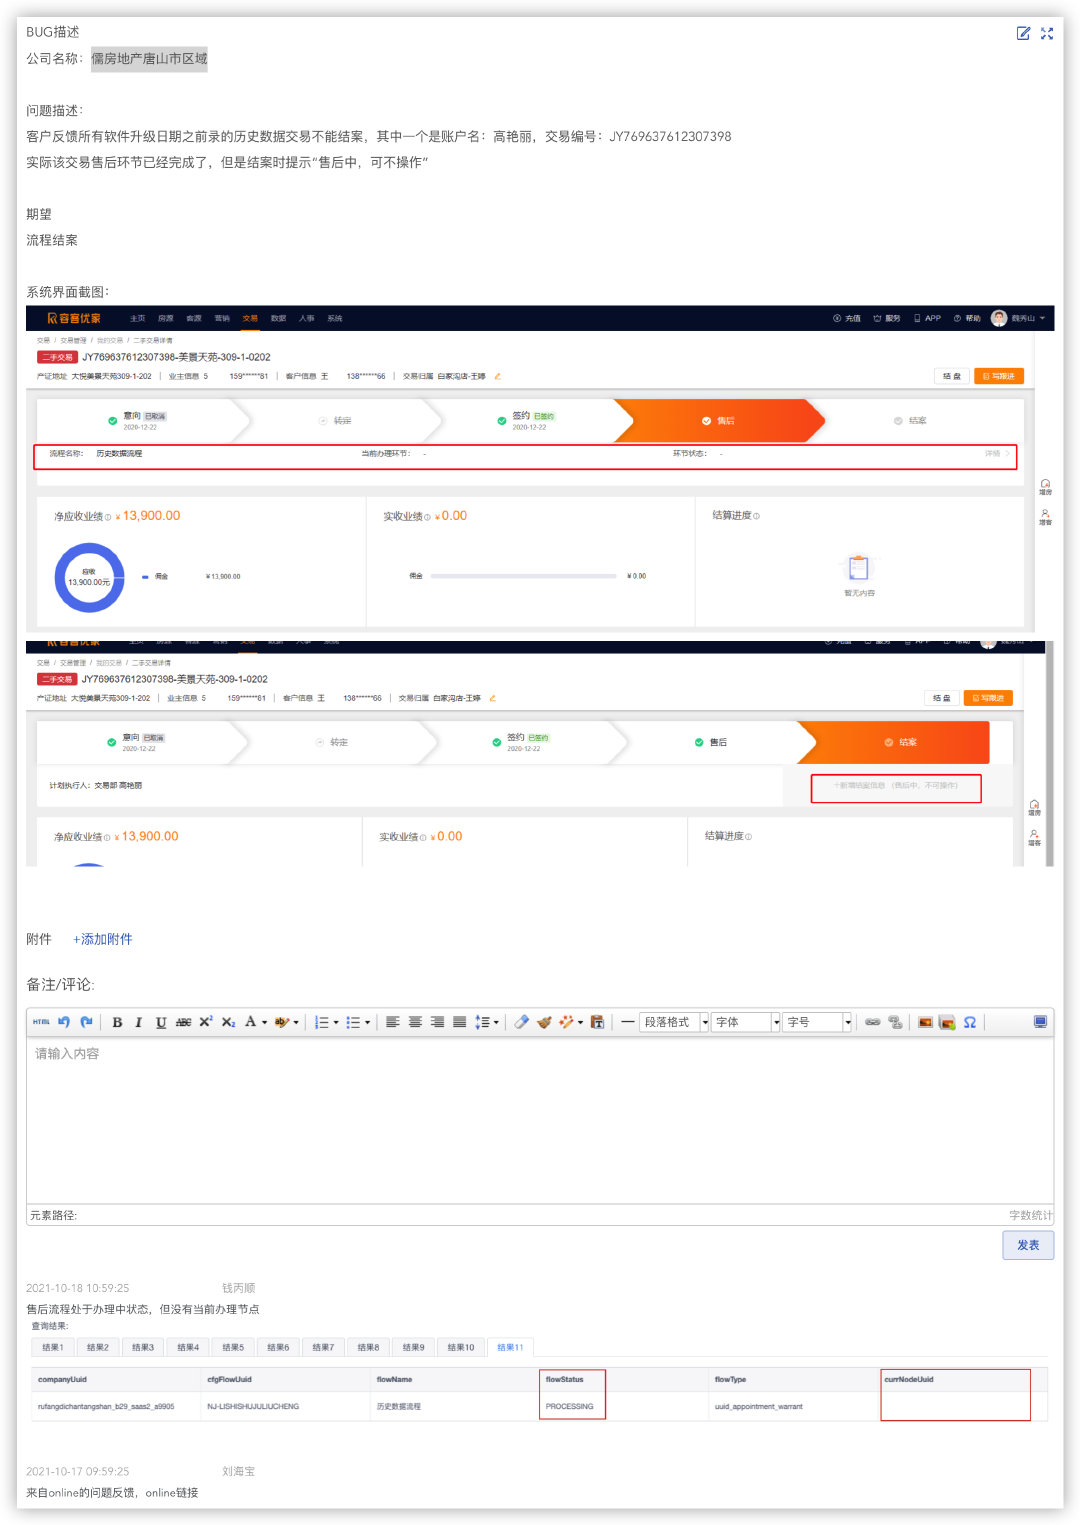 BUG描述
公司名称：儒房地产唐山市区域
问题描述：
客户反馈所有软件升级日期之前录的历史数据交易不能结案，其中一个是账户名：高艳丽，交易编号：JY769637612307398
实际该交易售后环节已经完成了，但是结案时提示“售后中，可不操作”
期望
流程结案
系统界面截图：
容客优家 主页 房源 客源 营销 交易 数据 人事 系统 充值 服务 APP 帮助 魏秀山
交易 / 交易管理 / 我的交易 / 二手交易详情
二手交易 JY769637612307398-美景天苑-309-1-0202
产证地址 大悦美景天苑309-1-202 业主信息 5 159*****81 客户信息 王 138*****66 交易归属 白家沟店-王婷
结盘 写跟进
意向 已取消 2020-12-22 转定 签约 已签约 2020-12-22 售后 结案
流程名称： 历史数据流程 当前办理环节： - 环节状态： - 详情
增房
增客
净应收业绩 ¥13,900.00 实收业绩 ¥0.00 结算进度
应收
13,900.00元
佣金 ¥13,900.00 佣金 ¥0.00
暂无内容
交易 / 交易管理 / 我的交易 / 二手交易详情
二手交易 JY769637612307398-美景天苑-309-1-0202
产证地址 大悦美景天苑309-1-202 业主信息 5 159*****81 客户信息 王 138*****66 交易归属 白家沟店-王婷
结盘 写跟进
意向 已取消 2020-12-22 转定 签约 已签约 2020-12-22 售后 结案
计划执行人：交易部 高艳丽 +新增结案信息 （售后中，不可操作）
增房
增客
净应收业绩 ¥13,900.00 实收业绩 ¥0.00 结算进度
附件 +添加附件
备注/评论:
HTML B I U ABC X² X₂ A ab 段落格式 字体 字号 Ω
请输入内容
元素路径: 字数统计
发表
2021-10-18 10:59:25 钱丙顺
售后流程处于办理中状态，但没有当前办理节点
查询结果:
结果1 结果2 结果3 结果4 结果5 结果6 结果7 结果8 结果9 结果10 结果11
companyUuid cfgFlowUuid flowName flowStatus flowType currNodeUuid
rufangdichantangshan_b29_saas2_a9905 NJ-LISHISHUJULIUCHENG 历史数据流程 PROCESSING uuid_appointment_warrant
2021-10-17 09:59:25 刘海宝
来自online的问题反馈，online链接